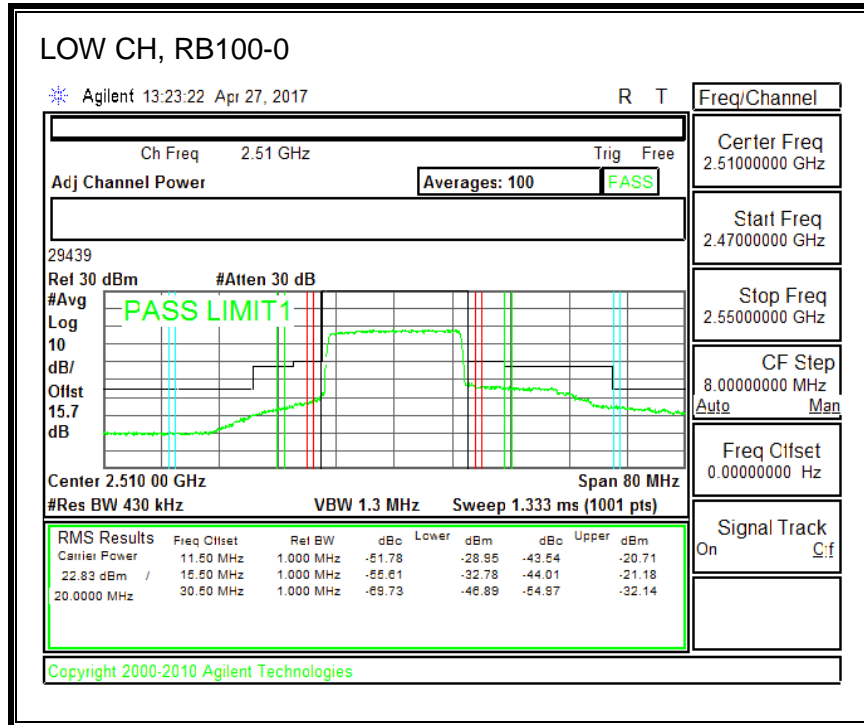 LOW CH, RB100-0
Agilent 13:23:22 Apr 27, 2017 R T
Freq/Channel
Ch Freq 2.51 GHz Trig Free
Adj Channel Power Averages: 100 PASS
Center Freq
2.51000000 GHz
Start Freq
2.47000000 GHz
Stop Freq
2.55000000 GHz
CF Step
8.00000000 MHz
Auto Man
Freq Offset
0.00000000 Hz
Signal Track
On Off
29439
Ref 30 dBm #Atten 30 dB
#Avg
Log
10
dB/
Offst
15.7
dB
PASS LIMIT1
Center 2.510 00 GHz Span 80 MHz
#Res BW 430 kHz VBW 1.3 MHz Sweep 1.333 ms (1001 pts)
RMS Results Freq Offset Ref BW dBc Lower dBm dBc Upper dBm
Carrier Power 11.50 MHz 1.000 MHz -51.78 -28.95 -43.54 -20.71
22.83 dBm / 15.50 MHz 1.000 MHz -55.61 -32.78 -44.01 -21.18
20.0000 MHz 30.50 MHz 1.000 MHz -69.73 -46.89 -54.97 -32.14
Copyright 2000-2010 Agilent Technologies